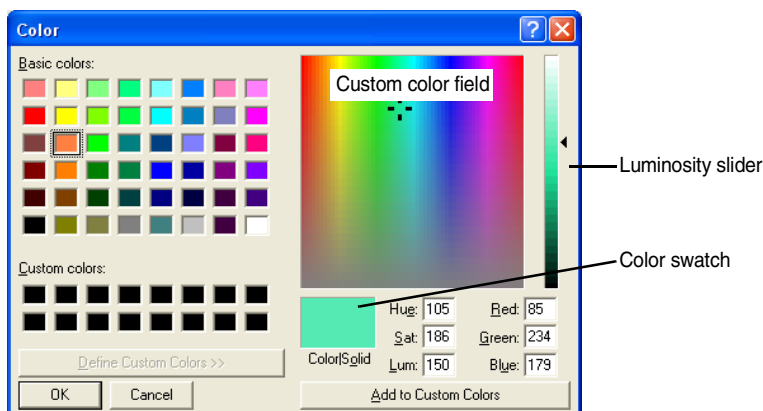 Color
?
X
Basic colors:
Custom color field
Luminosity slider
Color swatch
Custom colors:
Define Custom Colors >>
OK
Cancel
Color|Solid
Hue: 105
Sat: 186
Lum: 150
Red: 85
Green: 234
Blue: 179
Add to Custom Colors